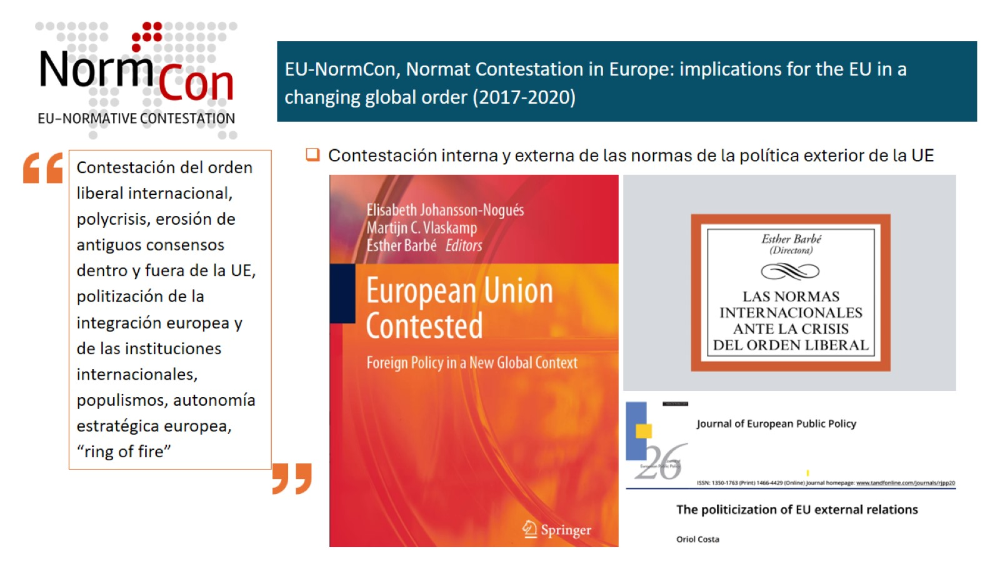 NormCon
EU-NORMATIVE CONTESTATION
EU-NormCon, Normat Contestation in Europe: implications for the EU in a
changing global order (2017-2020)
“
Contestación del orden
liberal internacional,
polycrisis, erosión de
antiguos consensos
dentro y fuera de la UE,
politización de la
integración europea y
de las instituciones
internacionales,
populismos, autonomía
estratégica europea,
“ring of fire”
”
❑ Contestación interna y externa de las normas de la política exterior de la UE
Elisabeth Johansson-Nogués
Martijn C. Vlaskamp
Esther Barbé Editors
European Union
Contested
Foreign Policy in a New Global Context
Springer
Esther Barbé
(Directora)
LAS NORMAS
INTERNACIONALES
ANTE LA CRISIS
DEL ORDEN LIBERAL
26
Journal of
European Public Policy
Journal of European Public Policy
ISSN: 1350-1763 (Print) 1466-4429 (Online) Journal homepage: www.tandfonline.com/journals/rjpp20
The politicization of EU external relations
Oriol Costa